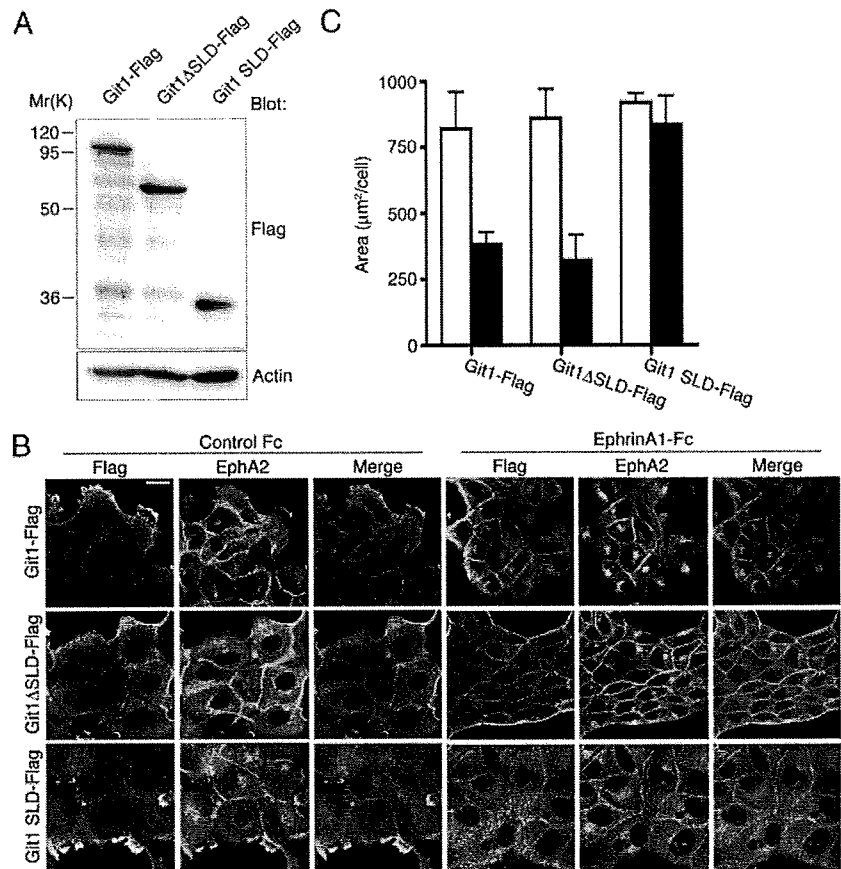 A
Git1-Flag
Git1ΔSLD-Flag
Git1 SLD-Flag
Mr(K)
Blot:
120
95
50
36
Flag
Actin
C
1000
750
500
250
0
Area (µm²/cell)
Git1-Flag
Git1ΔSLD-Flag
Git1 SLD-Flag
B
Control Fc
EphrinA1-Fc
Flag
EphA2
Merge
Flag
EphA2
Merge
Git1-Flag
Git1ΔSLD-Flag
Git1 SLD-Flag